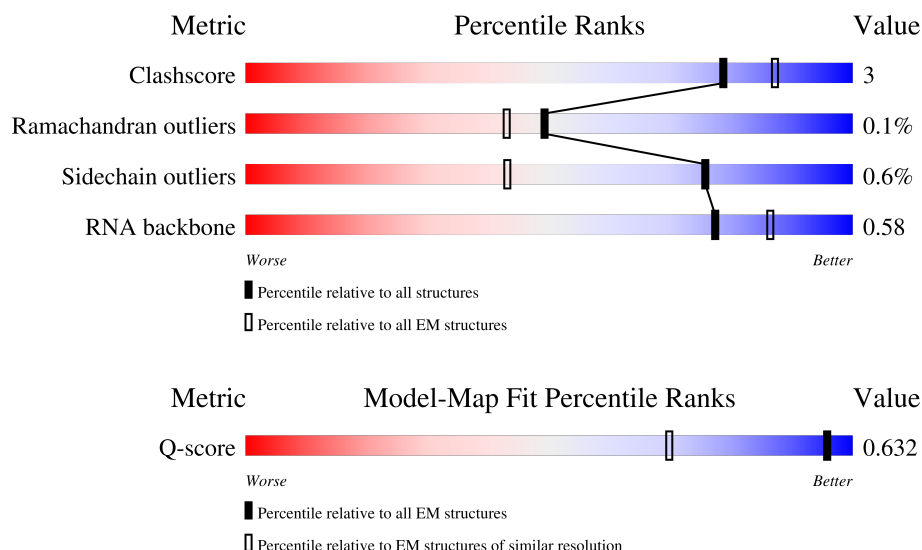 Metric Percentile Ranks Value
Clashscore 3
Ramachandran outliers 0.1%
Sidechain outliers 0.6%
RNA backbone 0.58
Worse Better
Percentile relative to all structures
Percentile relative to all EM structures
Metric Model-Map Fit Percentile Ranks Value
Q-score 0.632
Worse Better
Percentile relative to all EM structures
Percentile relative to EM structures of similar resolution